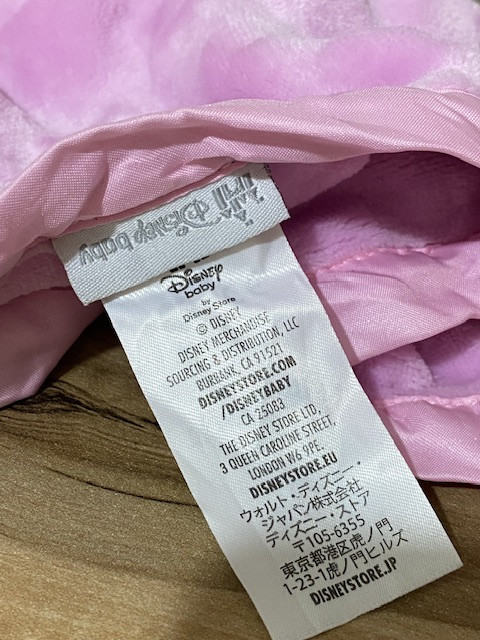 Disney baby
Disney
baby
by
Disney Store
© DISNEY
DISNEY MERCHANDISE
SOURCING & DISTRIBUTION, LLC
BURBANK, CA 91521
DISNEYSTORE.COM
/DISNEYBABY
CA 25083
THE DISNEY STORE LTD,
3 QUEEN CAROLINE STREET,
LONDON W6 9PE.
DISNEYSTORE.EU
ウォルト・ディズニー・
ジャパン株式会社
ディズニー・ストア
〒105-6355
東京都港区虎ノ門
1-23-1虎ノ門ヒルズ
DISNEYSTORE.JP